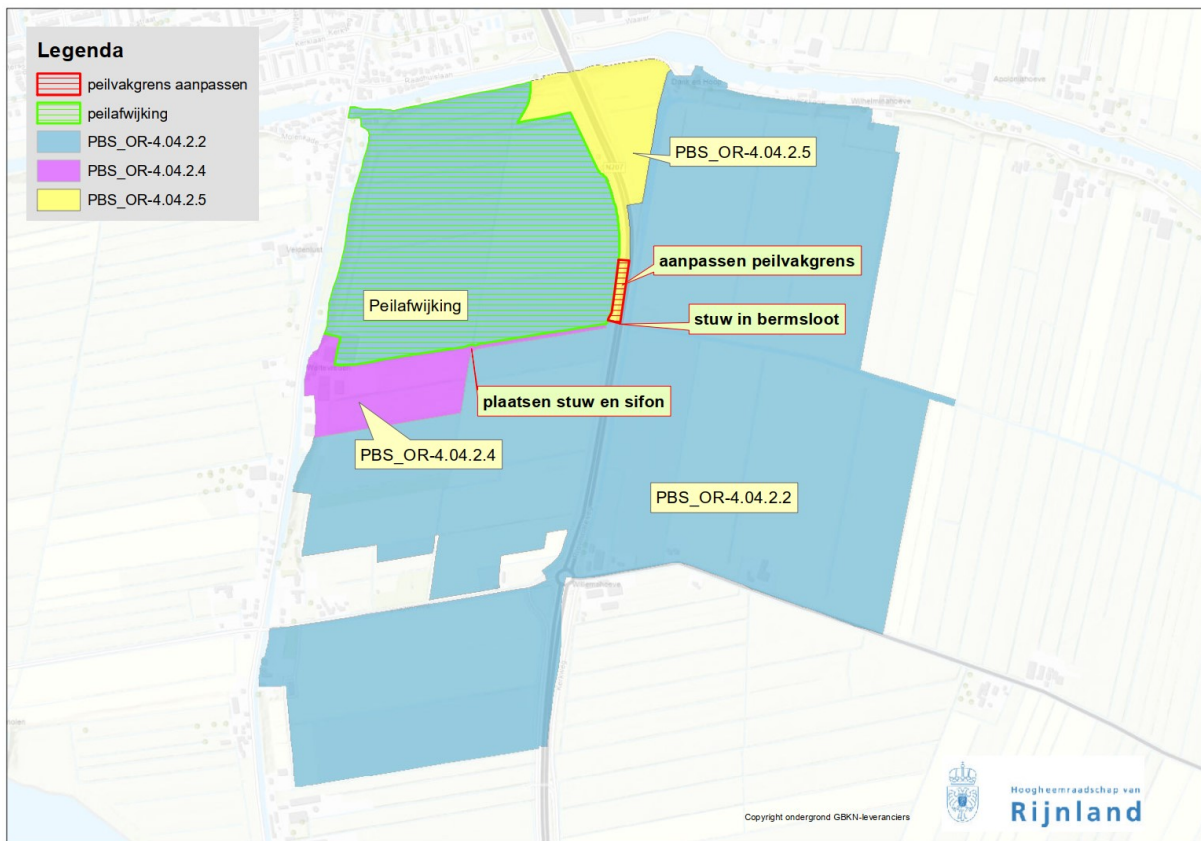 Legenda
peilvakgrens aanpassen
peilafwijking
PBS_OR-4.04.2.2
PBS_OR-4.04.2.4
PBS_OR-4.04.2.5
PBS_OR-4.04.2.5
aanpassen peilvakgrens
Peilafwijking
stuw in bermsloot
plaatsen stuw en sifon
PBS_OR-4.04.2.4
PBS_OR-4.04.2.2
Copyright ondergrond GBKN-leveranciers
Hoogheemraadschap van
Rijnland